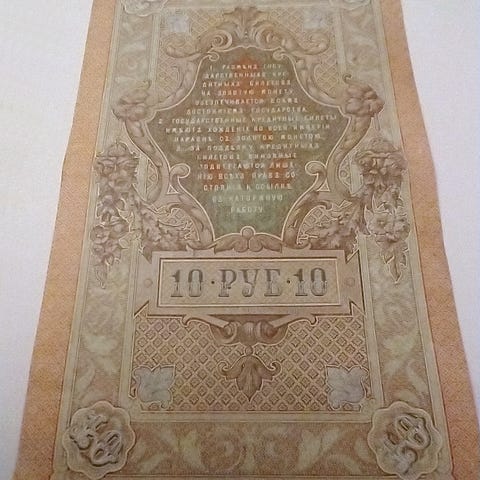 1. РАЗМѢНЪ ГОСУ
ДАРСТВЕННЫХЪ КРЕ
ДИТНЫХЪ БИЛЕТОВЪ
НА ЗОЛОТУЮ МОНЕТУ
ОБЕЗПЕЧИВАЕТСЯ ВСѢМЪ
ДОСТОЯНІЕМЪ ГОСУДАРСТВА.
2. ГОСУДАРСТВЕННЫЕ КРЕДИТНЫЕ БИЛЕТЫ
ИМѢЮТЪ ХОЖДЕНІЕ ВО ВСЕЙ ИМПЕРІИ
НАРАВНѢ СЪ ЗОЛОТОЮ МОНЕТОЮ.
3. ЗА ПОДДѢЛКУ КРЕДИТНЫХЪ
БИЛЕТОВЪ ВИНОВНЫЕ
ПОДВЕРГАЮТСЯ ЛИШЕ
НІЮ ВСѢХЪ ПРАВЪ СО
СТОЯНІЯ И ССЫЛКѢ
ВЪ КАТОРЖНУЮ
РАБОТУ.
10·РУБ·10
10 10